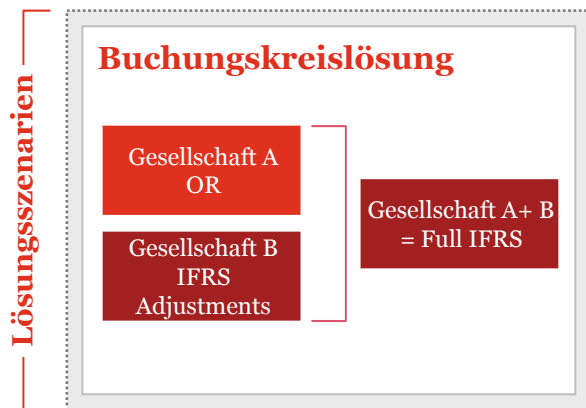 Lösungsszenarien
Buchungskreislösung
Gesellschaft A
OR
Gesellschaft B
IFRS
Adjustments
Gesellschaft A+ B
= Full IFRS